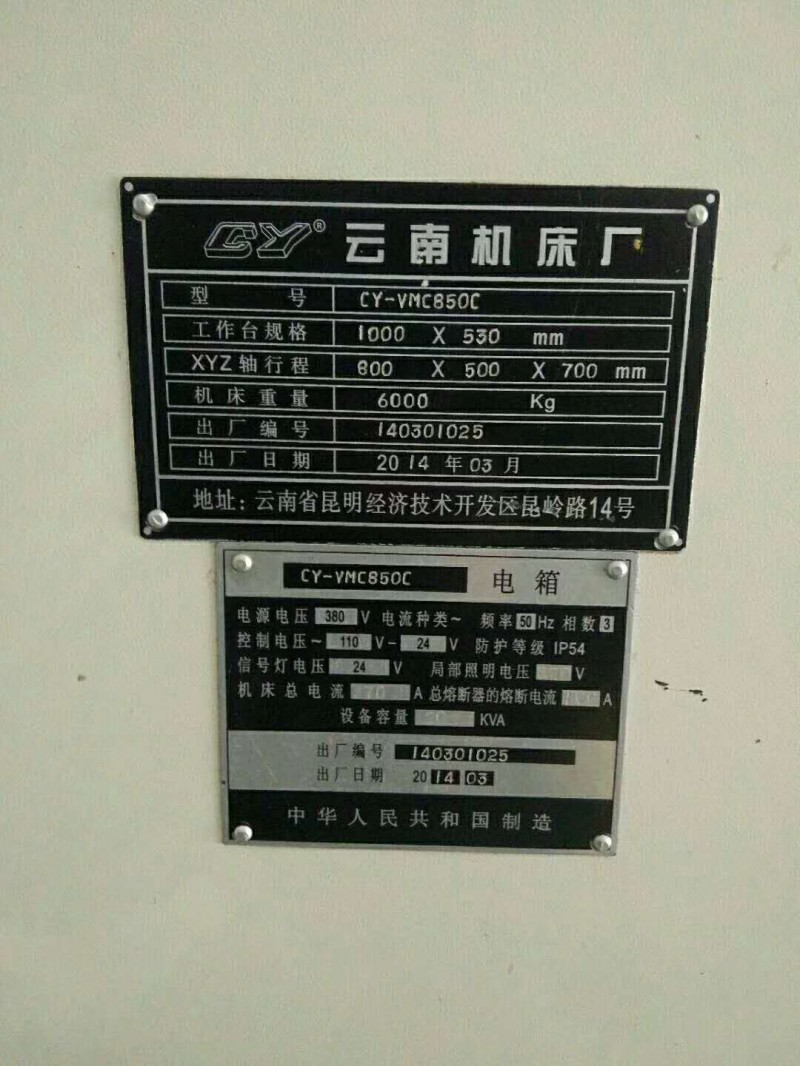 CY® 云南机床厂
型号 CY-VMC850C
工作台规格 1000 X 530 mm
XYZ轴行程 800 X 500 X 700 mm
机床重量 6000 Kg
出厂编号 140301025
出厂日期 2014 年 03 月
地址：云南省昆明经济技术开发区昆岭路14号
CY-VMC850C 电箱
电源电压 380 V 电流种类~ 频率 50 Hz 相数 3
控制电压~ 110 V- 24 V 防护等级 IP54
信号灯电压 24 V 局部照明电压 V
机床总电流 A 总熔断器的熔断电流 A
设备容量 KVA
出厂编号 140301025
出厂日期 20 14 03
中华人民共和国制造